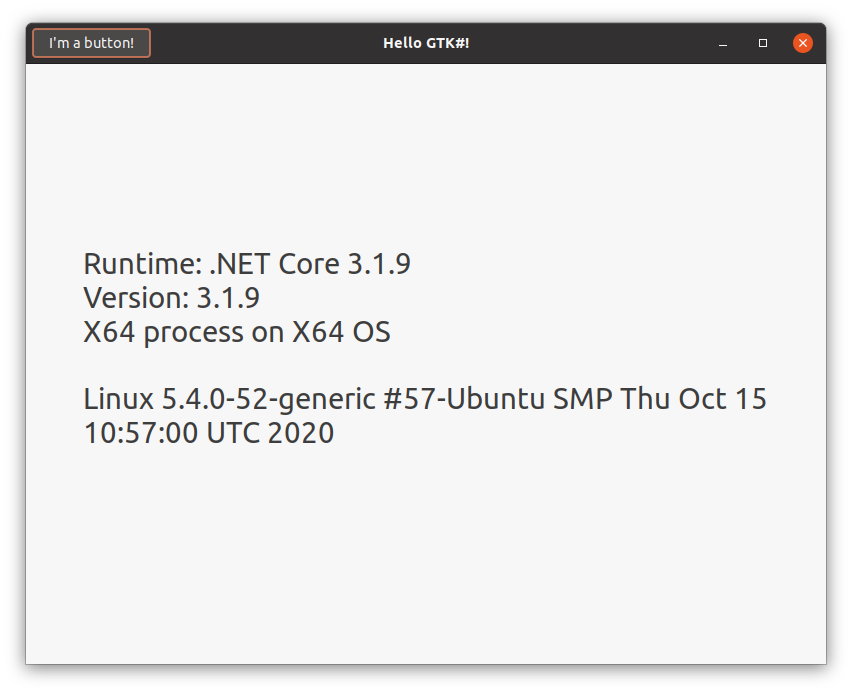 I'm a button!
Hello GTK#!
Runtime: .NET Core 3.1.9
Version: 3.1.9
X64 process on X64 OS
Linux 5.4.0-52-generic #57-Ubuntu SMP Thu Oct 15
10:57:00 UTC 2020